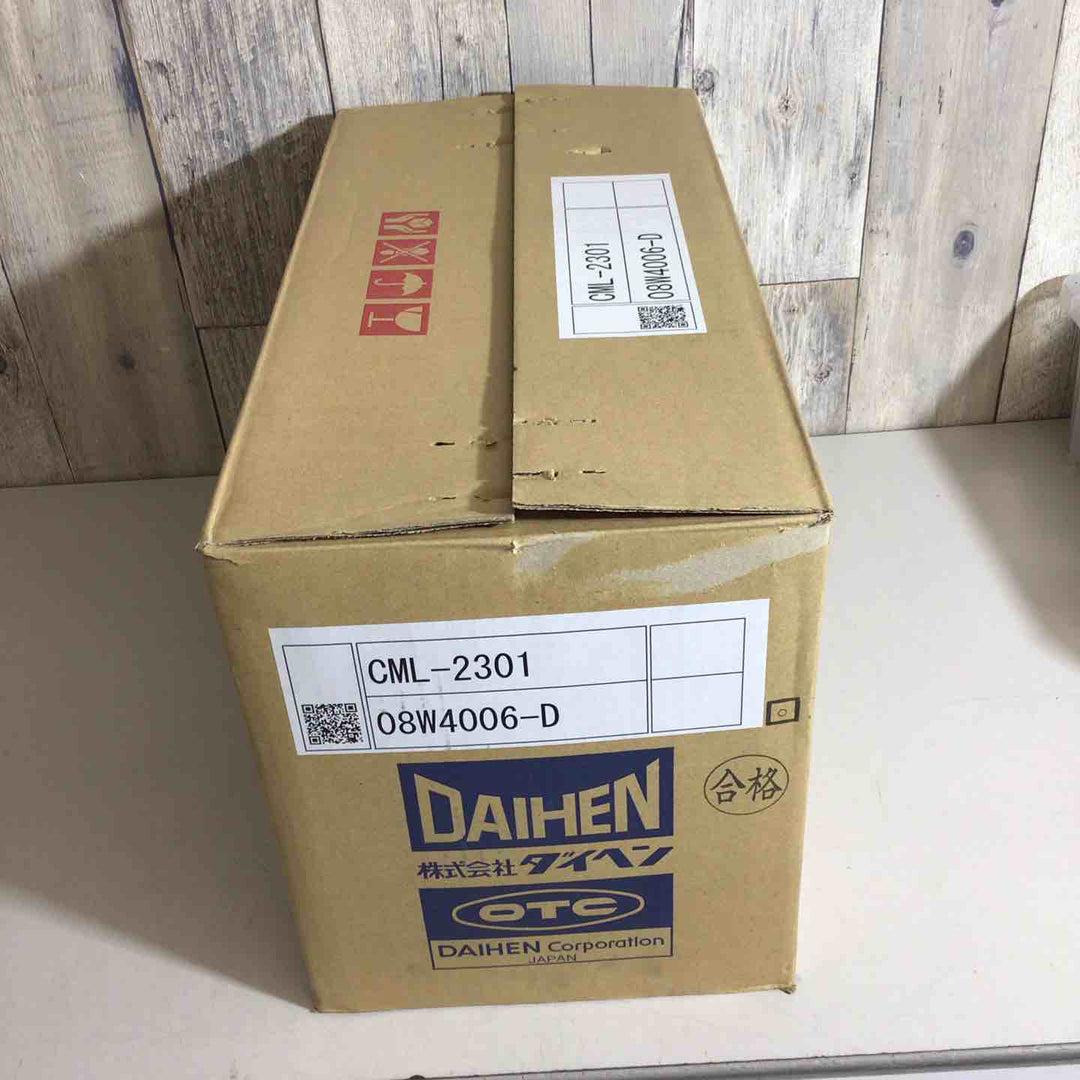 CML-2301
08W4006-D
CML-2301
08W4006-D
DAIHEN
合格
株式会社ダイヘン
OTC
DAIHEN Corporation
JAPAN